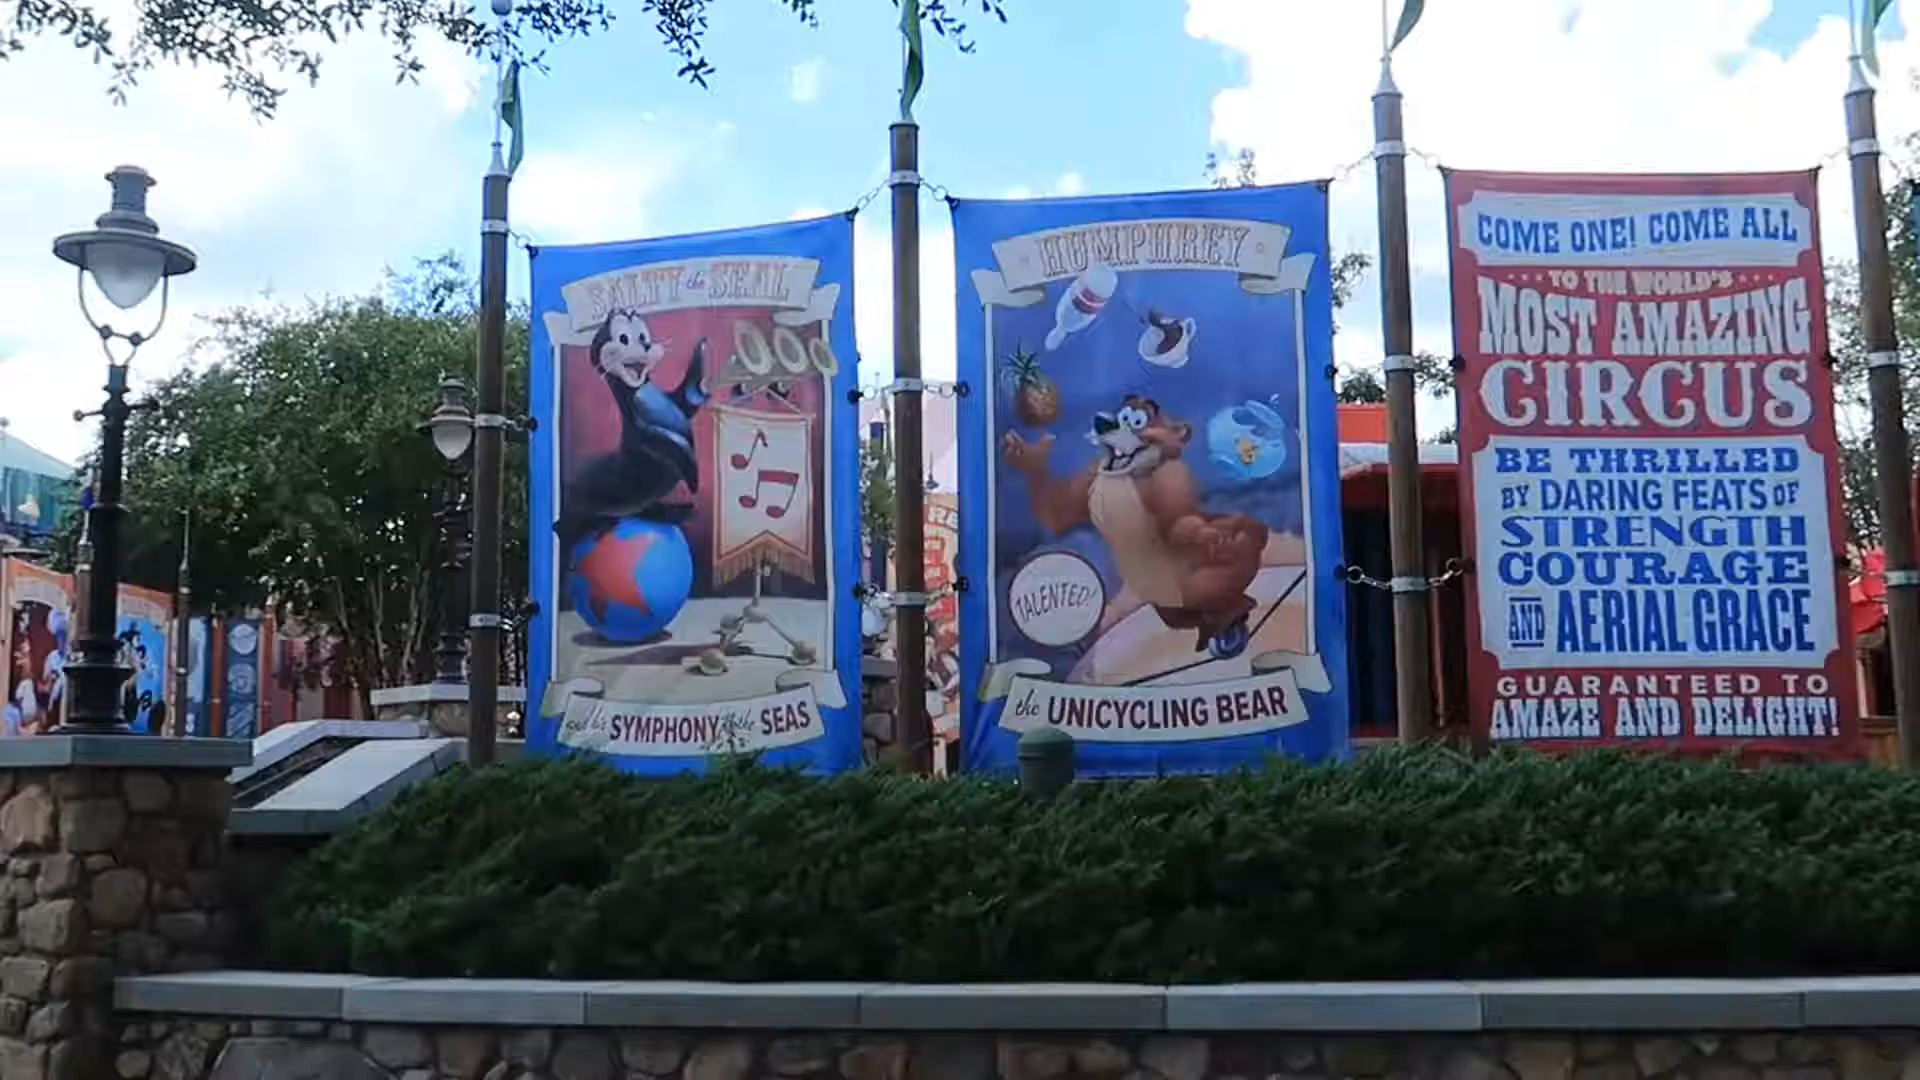 SALTY the SEAL
and his SYMPHONY of the SEAS
HUMPHREY
TALENTED!
the UNICYCLING BEAR
COME ONE! COME ALL
TO THE WORLD'S
MOST AMAZING
CIRCUS
BE THRILLED
BY DARING FEATS OF
STRENGTH
COURAGE
AND AERIAL GRACE
GUARANTEED TO
AMAZE AND DELIGHT!